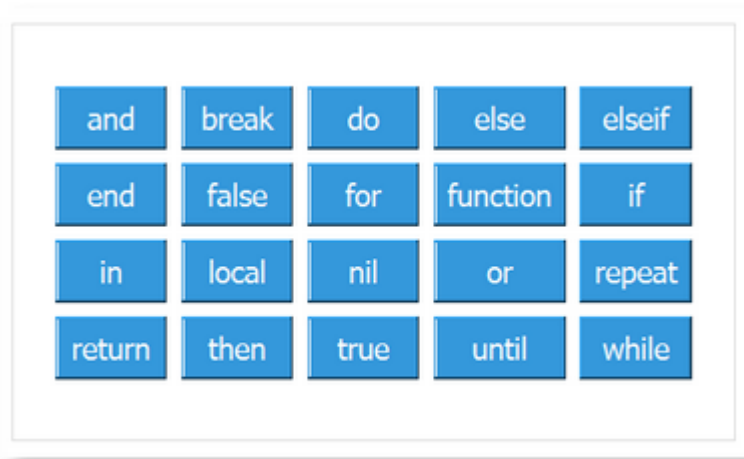 and break do else elseif
end false for function if
in local nil or repeat
return then true until while